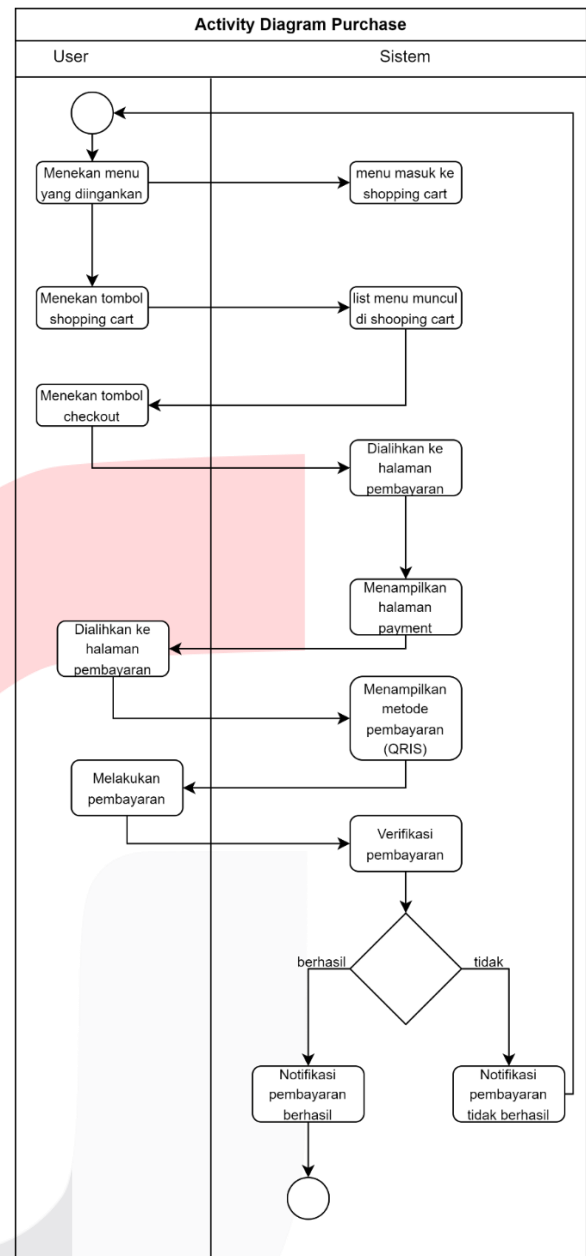 Activity Diagram Purchase
User
Sistem
Menekan menu
yang diingankan
menu masuk ke
shopping cart
Menekan tombol
shopping cart
list menu muncul
di shooping cart
Menekan tombol
checkout
Dialihkan ke
halaman
pembayaran
Menampilkan
halaman
payment
Dialihkan ke
halaman
pembayaran
Menampilkan
metode
pembayaran
(QRIS)
Melakukan
pembayaran
Verifikasi
pembayaran
berhasil
tidak
Notifikasi
pembayaran
berhasil
Notifikasi
pembayaran
tidak berhasil